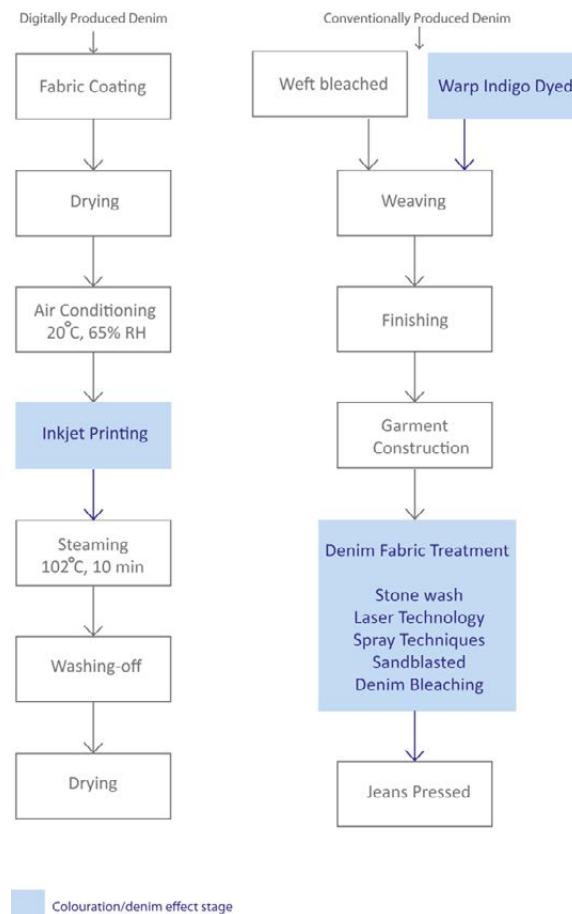 Digitally Produced Denim
Fabric Coating
Drying
Air Conditioning
20°C, 65% RH
Inkjet Printing
Steaming
102°C, 10 min
Washing-off
Drying
Conventionally Produced Denim
Weft bleached
Warp Indigo Dyed
Weaving
Finishing
Garment
Construction
Denim Fabric Treatment
Stone wash
Laser Technology
Spray Techniques
Sandblasted
Denim Bleaching
Jeans Pressed
Colouration/denim effect stage